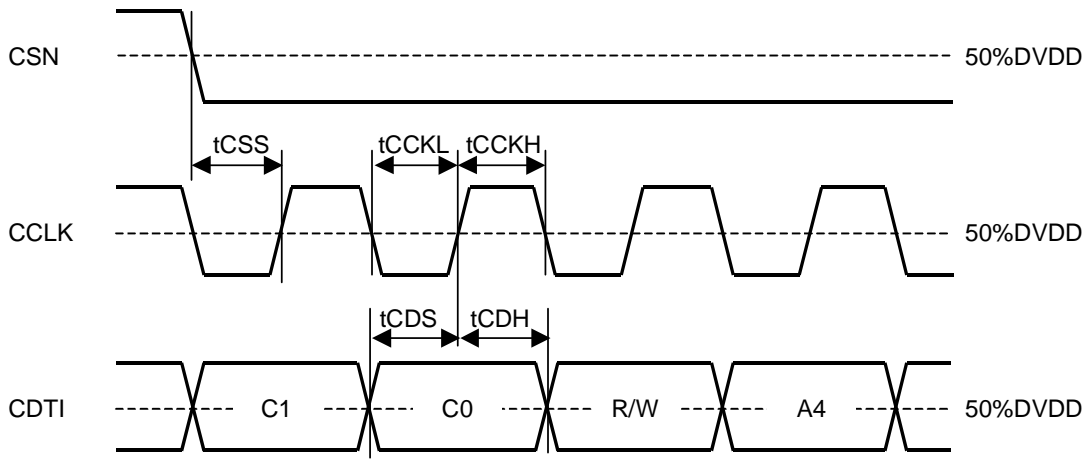 CSN
50%DVDD
tCSS
tCCKL
tCCKH
CCLK
50%DVDD
tCDS
tCDH
CDTI
C1
C0
R/W
A4
50%DVDD